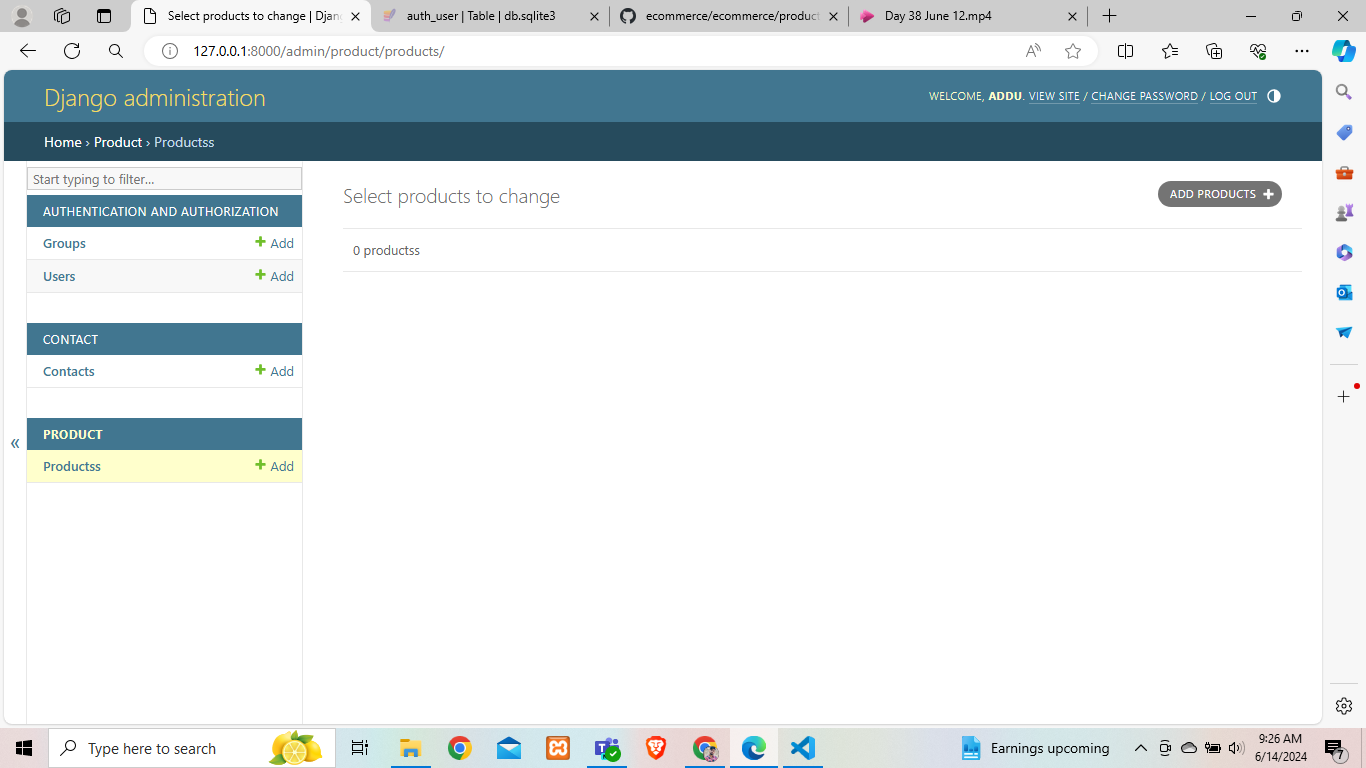 Select products to change | Djan
auth_user | Table | db.sqlite3
ecommerce/ecommerce/product
Day 38 June 12.mp4
127.0.0.1:8000/admin/product/products/
Django administration
WELCOME, ADDU. VIEW SITE / CHANGE PASSWORD / LOG OUT
Home › Product › Productss
Start typing to filter...
AUTHENTICATION AND AUTHORIZATION
Groups + Add
Users + Add
CONTACT
Contacts + Add
PRODUCT
Productss + Add
«
Select products to change
ADD PRODUCTS +
0 productss
Type here to search
Earnings upcoming
9:26 AM
6/14/2024
7